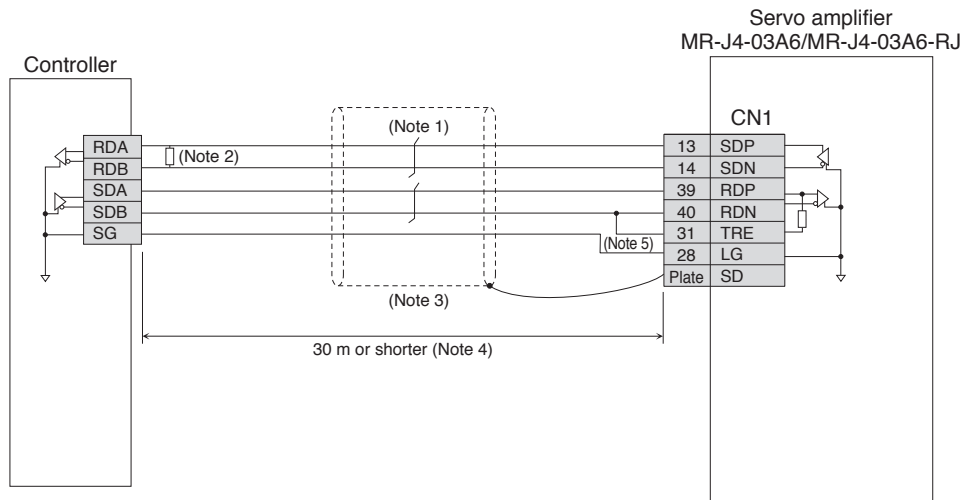 Servo amplifier
MR-J4-03A6/MR-J4-03A6-RJ
Controller
CN1
(Note 1)
RDA
RDB
SDA
SDB
SG
(Note 2)
13 SDP
14 SDN
39 RDP
40 RDN
31 TRE
28 LG
Plate SD
(Note 5)
(Note 3)
30 m or shorter (Note 4)